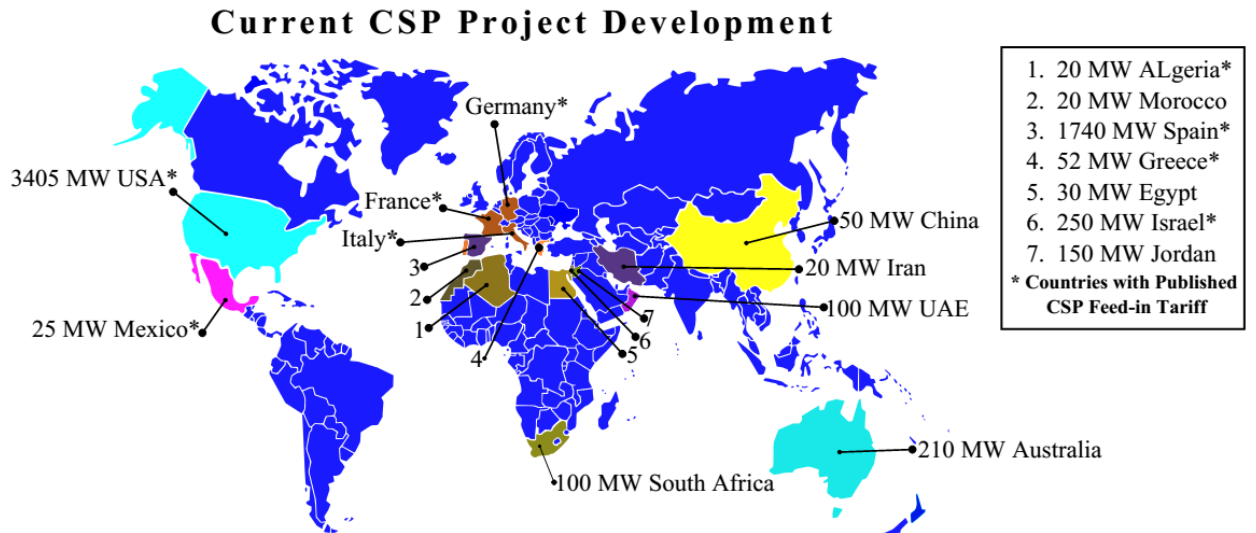 Current CSP Project Development
Germany*
3405 MW USA*
France*
Italy*
3
2
1
4
25 MW Mexico*
50 MW China
20 MW Iran
100 MW UAE
7
6
5
100 MW South Africa
210 MW Australia
1. 20 MW ALgeria*
2. 20 MW Morocco
3. 1740 MW Spain*
4. 52 MW Greece*
5. 30 MW Egypt
6. 250 MW Israel*
7. 150 MW Jordan
* Countries with Published
CSP Feed-in Tariff